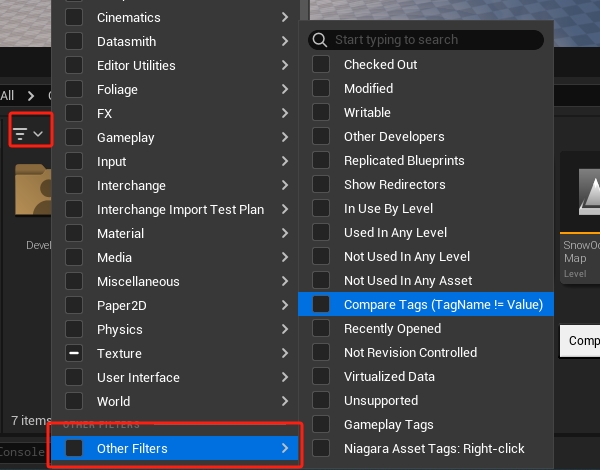 Cinematics
Datasmith
Editor Utilities
Foliage
FX
Gameplay
Input
Interchange
Interchange Import Test Plan
Material
Media
Miscellaneous
Paper2D
Physics
Texture
User Interface
World
OTHER FILTERS
Other Filters
Start typing to search
Checked Out
Modified
Writable
Other Developers
Replicated Blueprints
Show Redirectors
In Use By Level
Used In Any Level
Not Used In Any Level
Not Used In Any Asset
Compare Tags (TagName != Value)
Recently Opened
Not Revision Controlled
Virtualized Data
Unsupported
Gameplay Tags
Niagara Asset Tags: Right-click
All
Devel
7 items
Console
SnowOc
Map
Level
Comp